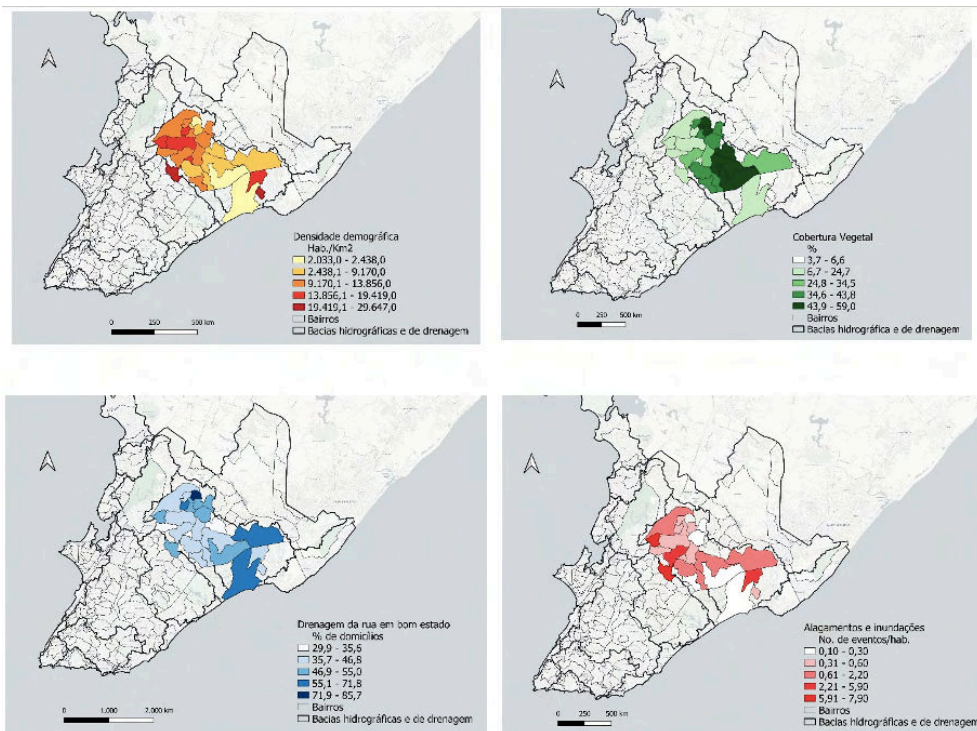 Densidade demográfica
Hab./Km2
2.033,0 - 2.438,0
2.438,1 - 9.170,0
9.170,1 - 13.856,0
13.856,1 - 19.419,0
19.419,1 - 29.647,0
Bairros
Bacias hidrográficas e de drenagem
0 250 500 km
Cobertura Vegetal
%
3,7 - 6,6
6,7 - 24,7
24,8 - 34,5
34,6 - 43,8
43,9 - 59,0
Bairros
Bacias hidrográfica e de drenagem
0 250 500 km
Drenagem da rua em bom estado
% de domicílios
29,9 - 35,6
35,7 - 46,8
46,9 - 55,0
55,1 - 71,8
71,9 - 85,7
Bairros
Bacias hidrográficas e de drenagem
0 1.000 2.000 km
Alagamentos e inundações
No. de eventos/hab.
0,10 - 0,30
0,31 - 0,60
0,61 - 2,20
2,21 - 5,90
5,91 - 7,90
Bairros
Bacias hidrográficas e de drenagem
0 250 500 km